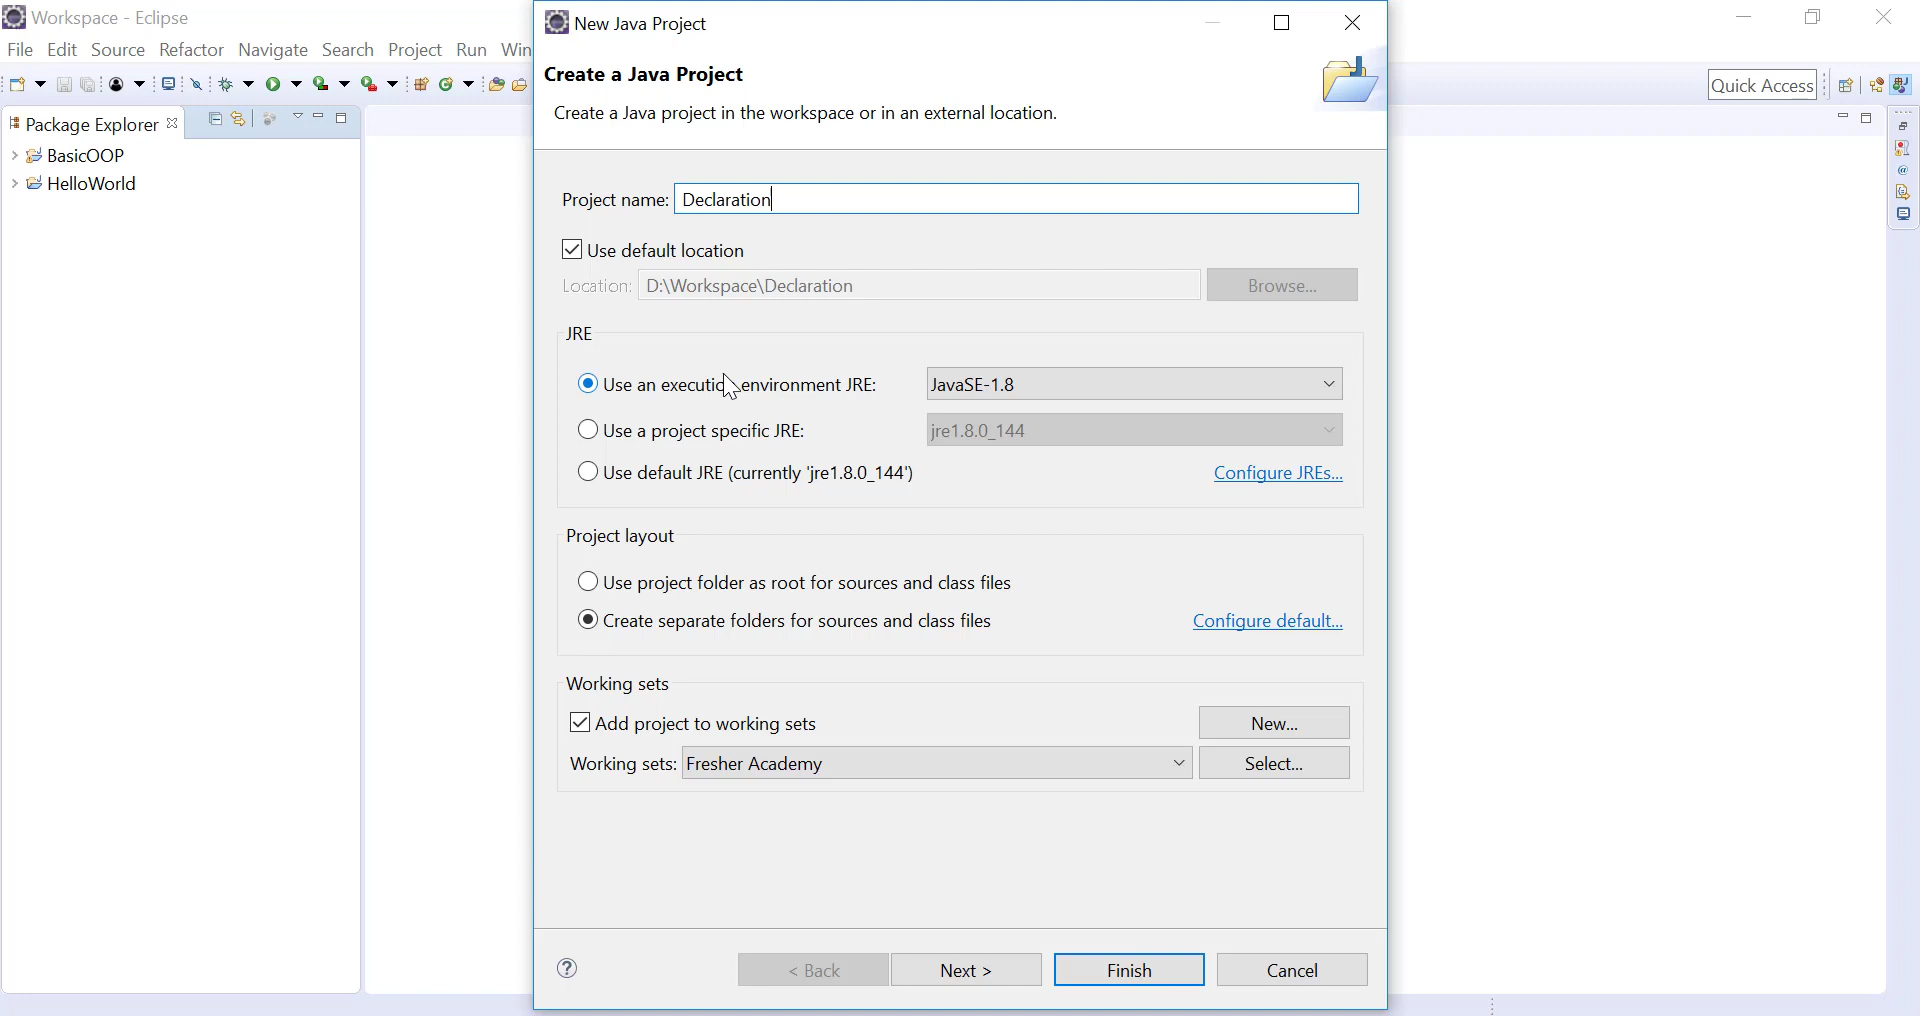 Workspace - Eclipse
File Edit Source Refactor Navigate Search Project Run Win
Quick Access
Package Explorer
BasicOOP
HelloWorld
New Java Project
Create a Java Project
Create a Java project in the workspace or in an external location.
Project name: Declaration
Use default location
Location: D:\Workspace\Declaration Browse...
JRE
Use an execution environment JRE: JavaSE-1.8
Use a project specific JRE: jre1.8.0_144
Use default JRE (currently 'jre1.8.0_144') Configure JREs...
Project layout
Use project folder as root for sources and class files
Create separate folders for sources and class files Configure default...
Working sets
Add project to working sets New...
Working sets: Fresher Academy Select...
< Back Next > Finish Cancel